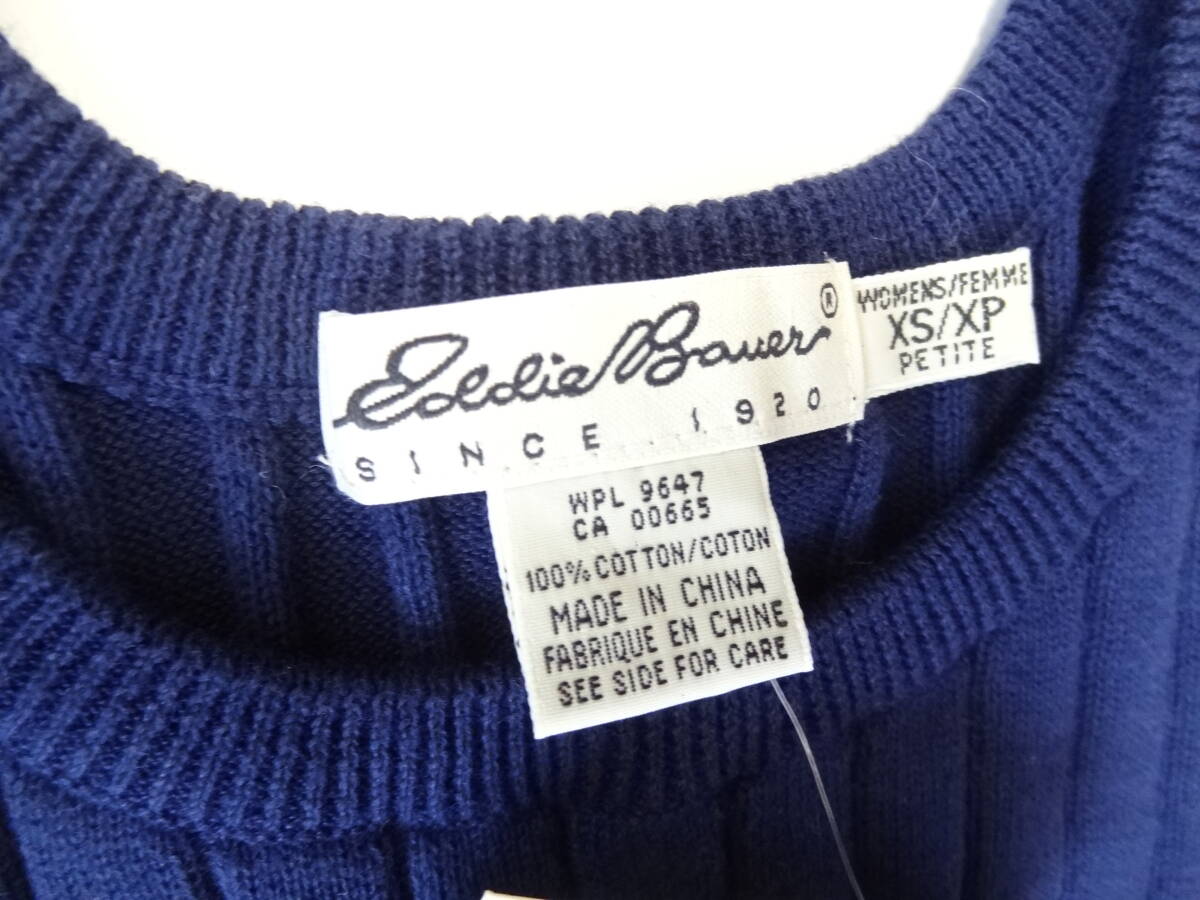 Eddie Bauer®
SINCE 1920
WOMENS/FEMME
XS/XP
PETITE
WPL 9647
CA 00665
100% COTTON/COTON
MADE IN CHINA
FABRIQUE EN CHINE
SEE SIDE FOR CARE